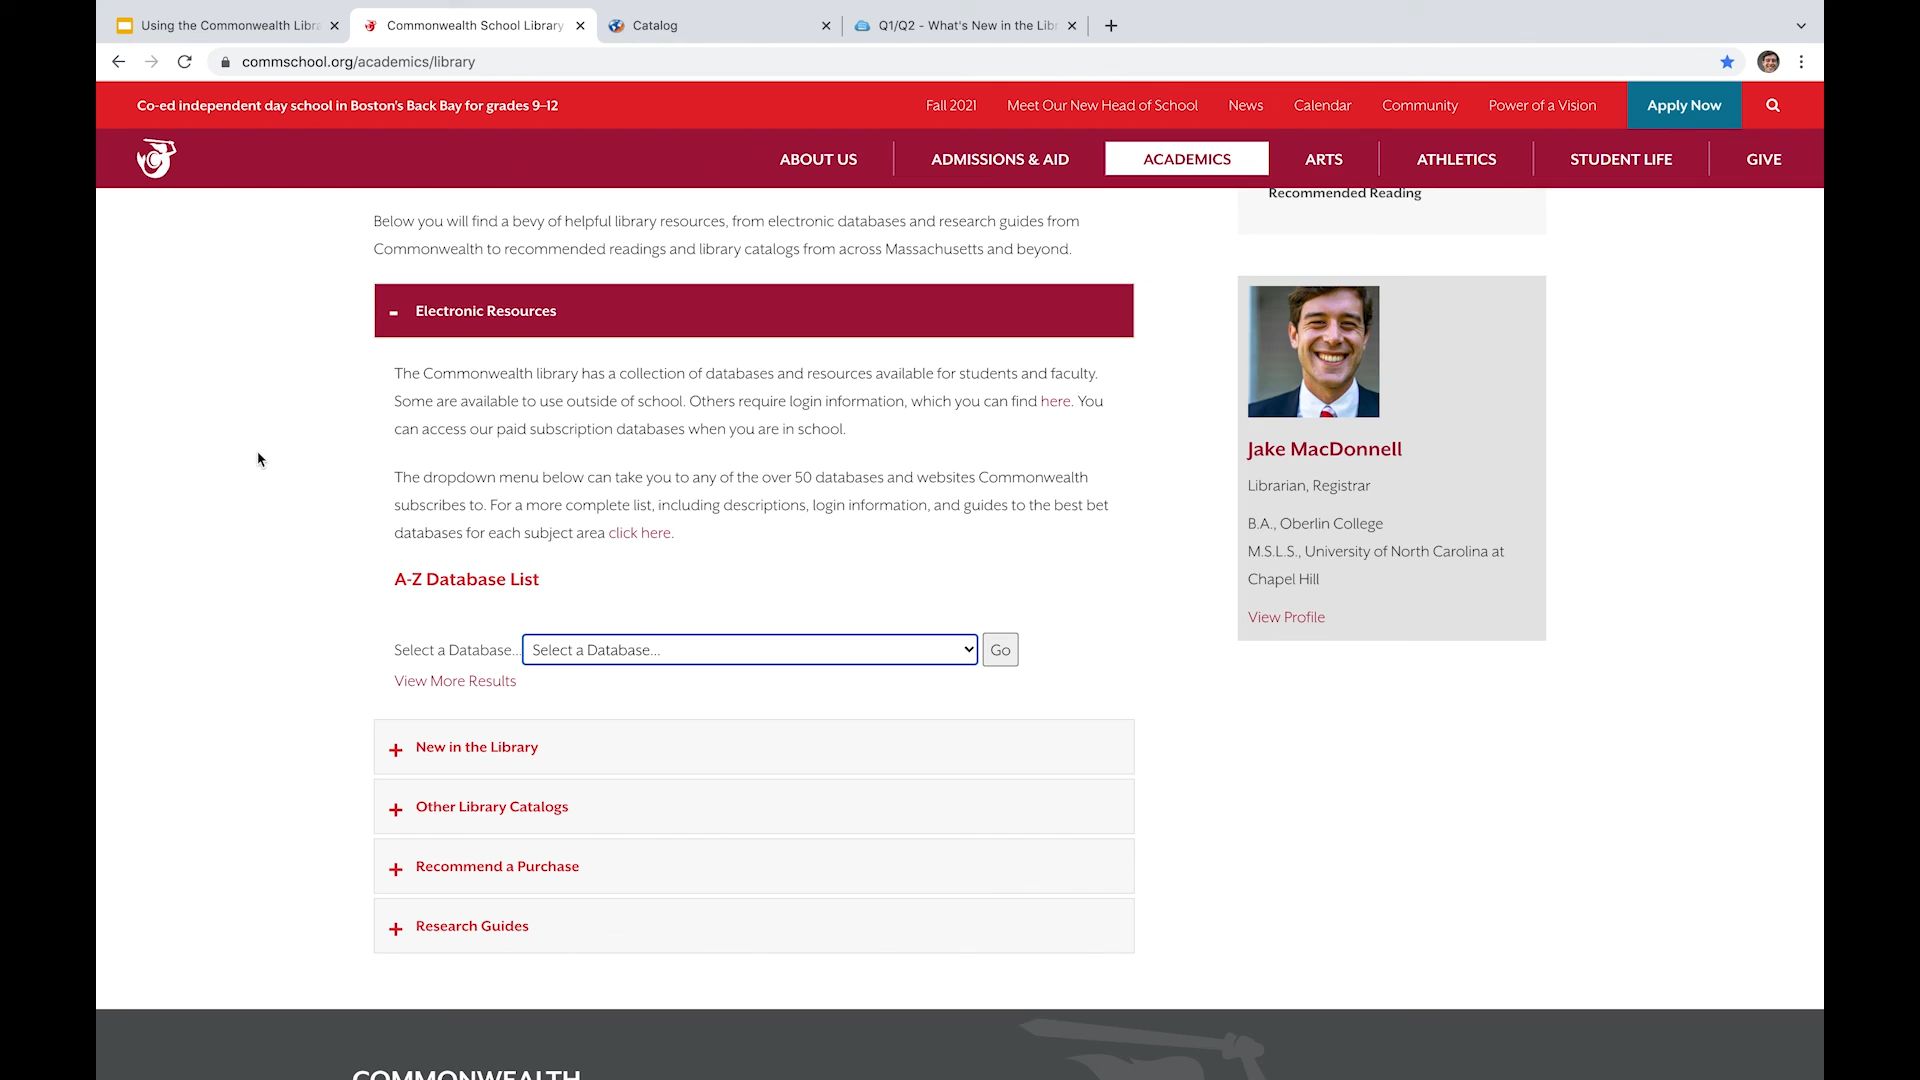 Using the Commonwealth Libra
Commonwealth School Library
Catalog
Q1/Q2 - What's New in the Libr
commschool.org/academics/library
Co-ed independent day school in Boston's Back Bay for grades 9–12
Fall 2021
Meet Our New Head of School
News
Calendar
Community
Power of a Vision
Apply Now
ABOUT US
ADMISSIONS & AID
ACADEMICS
ARTS
ATHLETICS
STUDENT LIFE
GIVE
Recommended Reading
Below you will find a bevy of helpful library resources, from electronic databases and research guides from
Commonwealth to recommended readings and library catalogs from across Massachusetts and beyond.
- Electronic Resources
The Commonwealth library has a collection of databases and resources available for students and faculty.
Some are available to use outside of school. Others require login information, which you can find here. You
can access our paid subscription databases when you are in school.
The dropdown menu below can take you to any of the over 50 databases and websites Commonwealth
subscribes to. For a more complete list, including descriptions, login information, and guides to the best bet
databases for each subject area click here.
A-Z Database List
Select a Database... Select a Database... Go
View More Results
+ New in the Library
+ Other Library Catalogs
+ Recommend a Purchase
+ Research Guides
Jake MacDonnell
Librarian, Registrar
B.A., Oberlin College
M.S.L.S., University of North Carolina at
Chapel Hill
View Profile
COMMONWEALTH